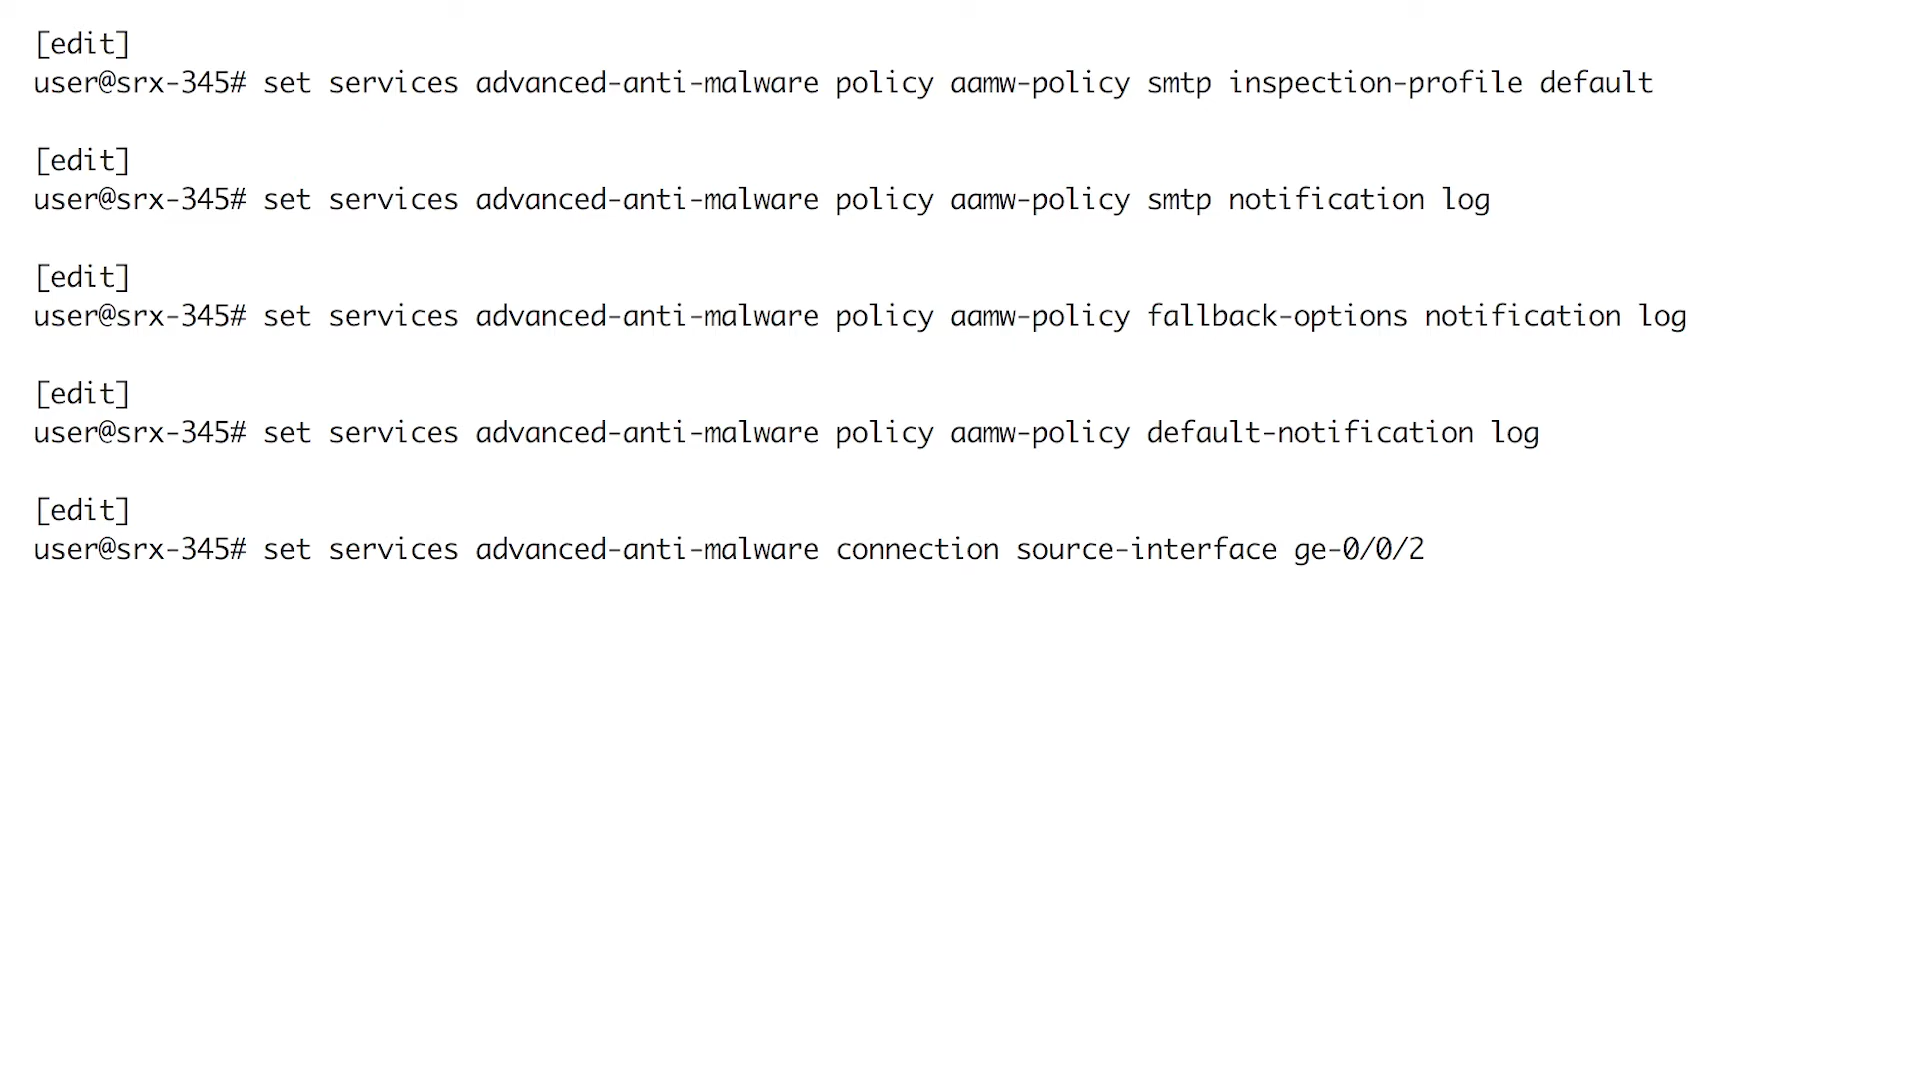 [edit]
user@srx-345# set services advanced-anti-malware policy aamw-policy smtp inspection-profile default
[edit]
user@srx-345# set services advanced-anti-malware policy aamw-policy smtp notification log
[edit]
user@srx-345# set services advanced-anti-malware policy aamw-policy fallback-options notification log
[edit]
user@srx-345# set services advanced-anti-malware policy aamw-policy default-notification log
[edit]
user@srx-345# set services advanced-anti-malware connection source-interface ge-0/0/2